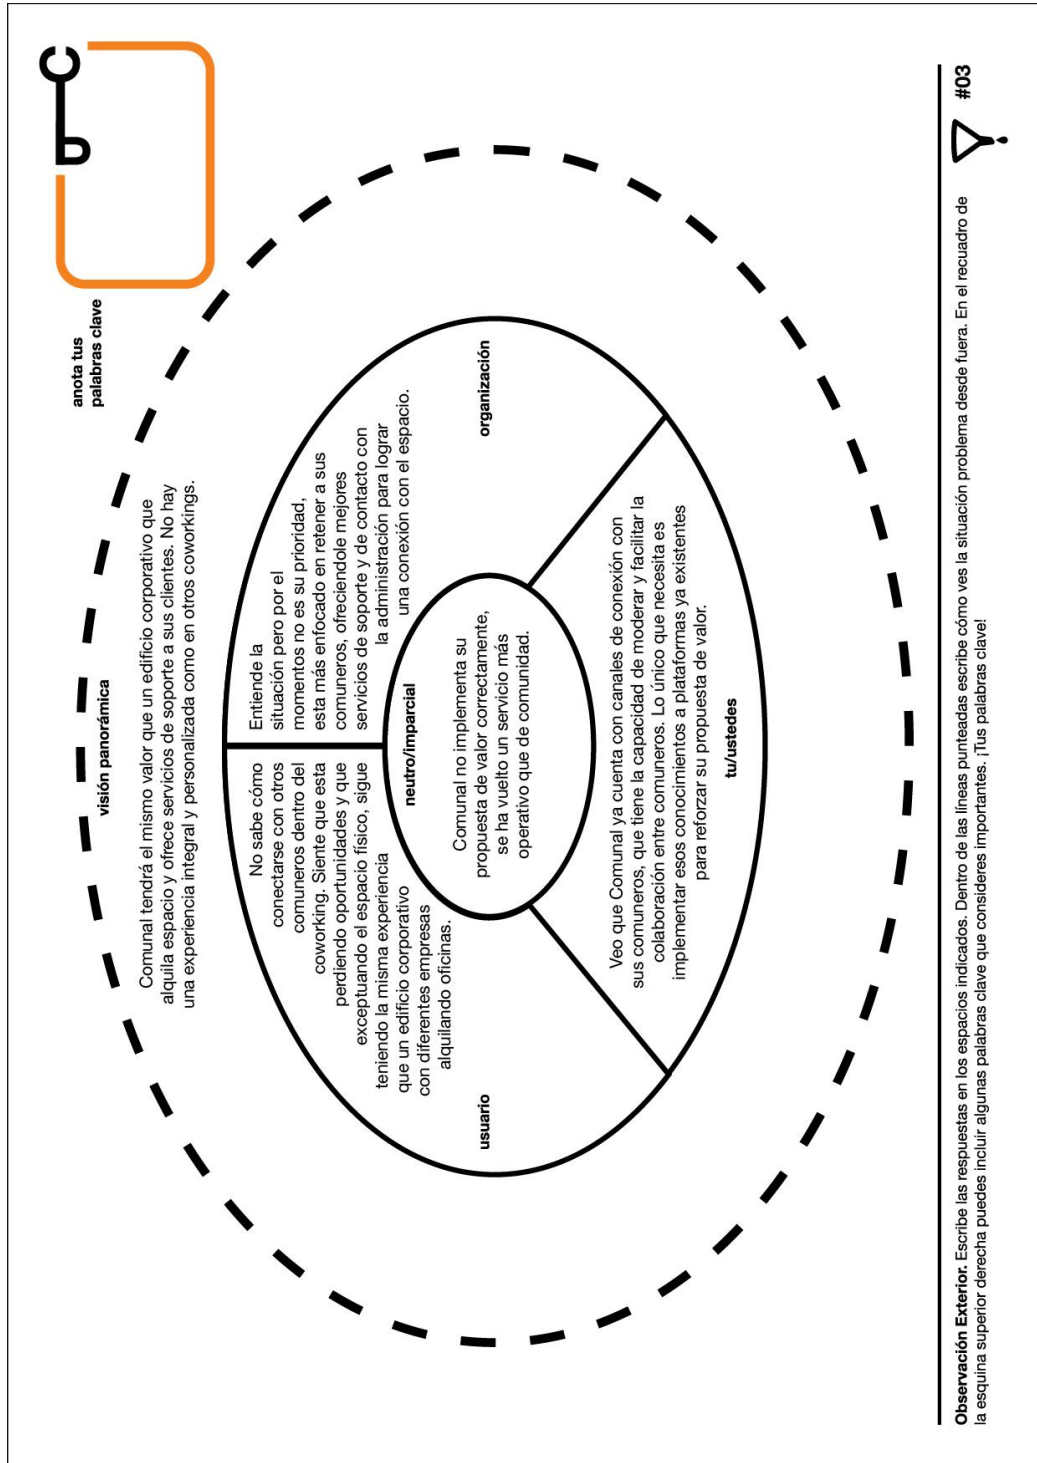 anota tus
palabras clave
visión panorámica
Comunal tendrá el mismo valor que un edificio corporativo que
alquila espacio y ofrece servicios de soporte a sus clientes. No hay
una experiencia integral y personalizada como en otros coworkings.
No sabe cómo
conectarse con otros
comuneros dentro del
coworking. Siente que esta
perdiendo oportunidades y que
exceptuando el espacio físico, sigue
teniendo la misma experiencia
que un edificio corporativo
con diferentes empresas
alquilando oficinas.
usuario
Entiende la
situación pero por el
momentos no es su prioridad,
esta más enfocado en retener a sus
comuneros, ofreciendole mejores
servicios de soporte y de contacto con
la administración para lograr
una conexión con el espacio.
organización
neutro/imparcial
Comunal no implementa su
propuesta de valor correctamente,
se ha vuelto un servicio más
operativo que de comunidad.
Veo que Comunal ya cuenta con canales de conexión con
sus comuneros, que tiene la capacidad de moderar y facilitar la
colaboración entre comuneros. Lo único que necesita es
implementar esos conocimientos a plataformas ya existentes
para reforzar su propuesta de valor.
tu/ustedes
Observación Exterior. Escribe las respuestas en los espacios indicados. Dentro de las líneas punteadas escribe cómo ves la situación problema desde fuera. En el recuadro de
la esquina superior derecha puedes incluir algunas palabras clave que consideres importantes. ¡Tus palabras clave!
#03